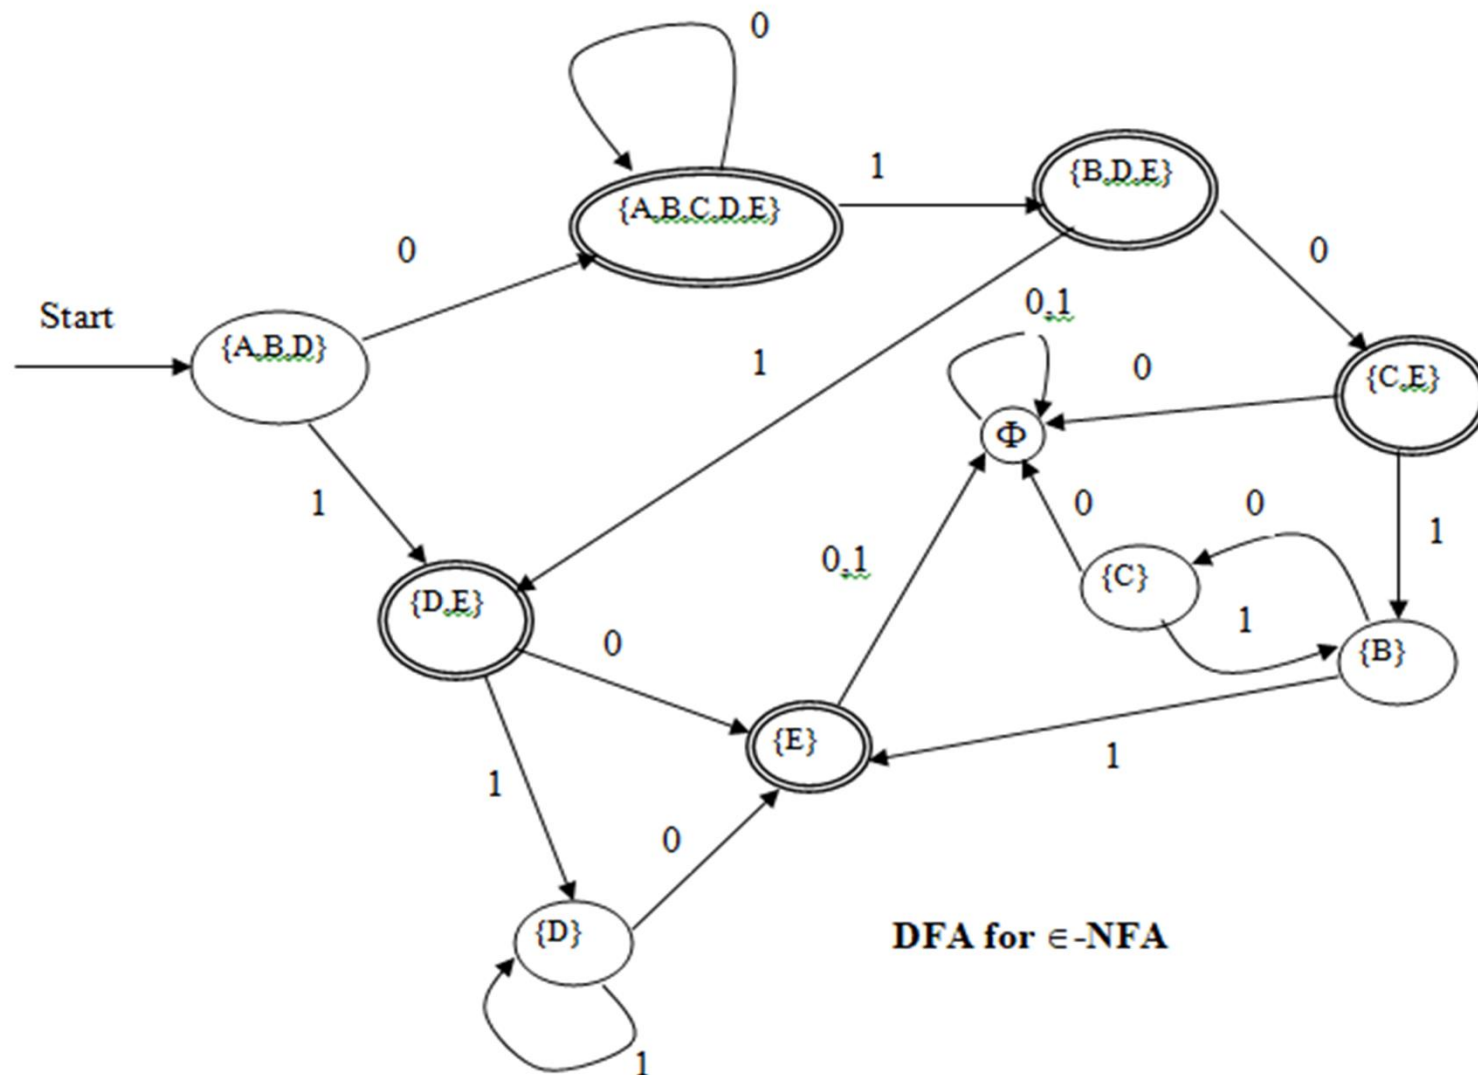 0
{A,B,C,D,E}
1
{B,D,E}
0
0
Start
{A,B,D}
0,1
1
0
{C,E}
Φ
1
0
0
1
{D,E}
0,1
{C}
0
1
{B}
{E}
1
1
0
{D}
DFA for ∈-NFA
1